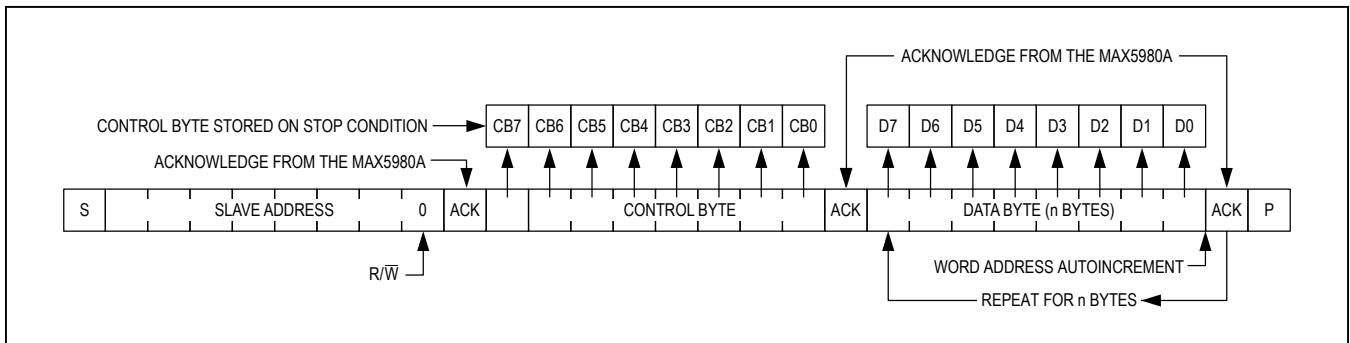 ACKNOWLEDGE FROM THE MAX5980A
CONTROL BYTE STORED ON STOP CONDITION CB7 CB6 CB5 CB4 CB3 CB2 CB1 CB0 D7 D6 D5 D4 D3 D2 D1 D0
ACKNOWLEDGE FROM THE MAX5980A
S SLAVE ADDRESS 0 ACK CONTROL BYTE ACK DATA BYTE (n BYTES) ACK P
R/W̅ WORD ADDRESS AUTOINCREMENT
REPEAT FOR n BYTES